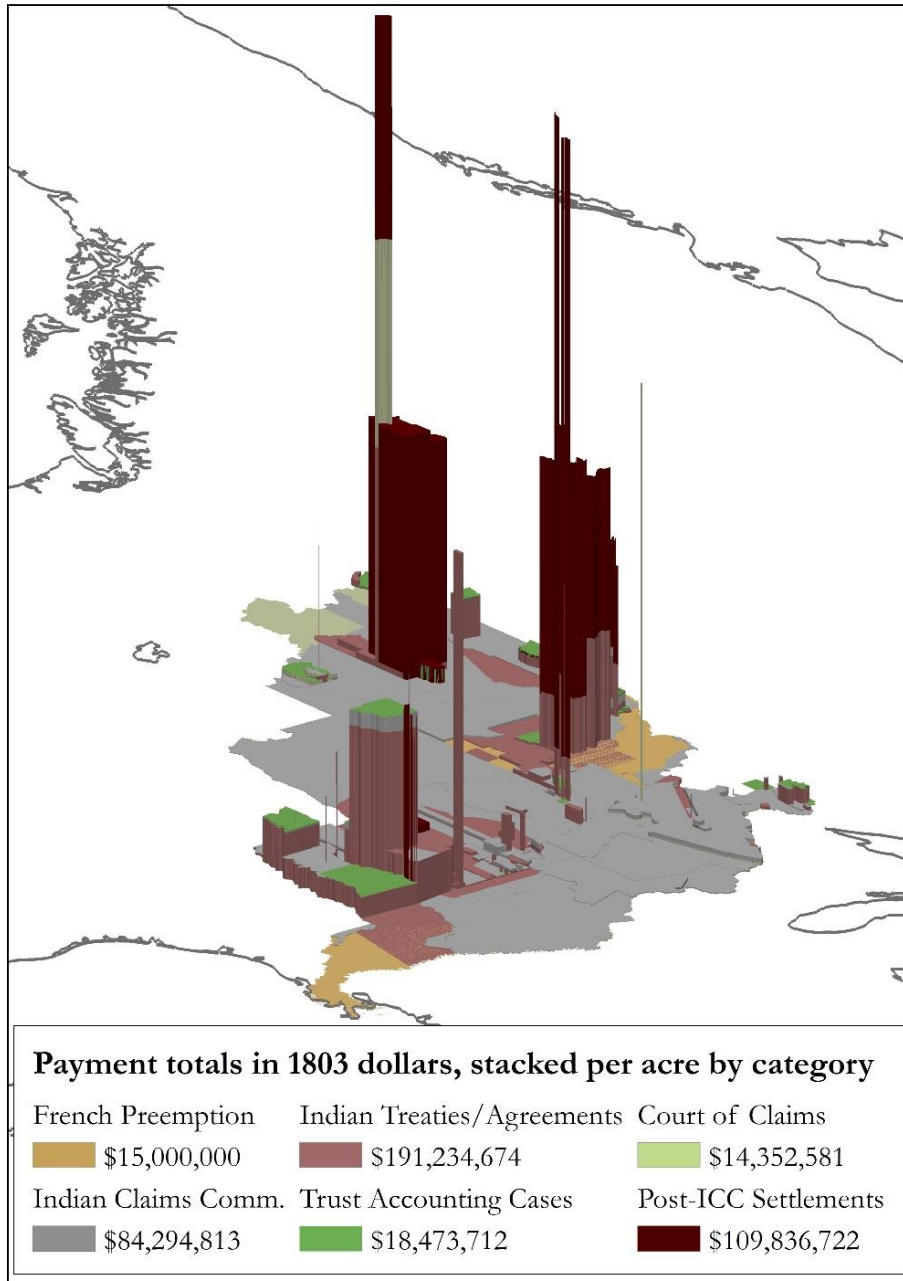 Payment totals in 1803 dollars, stacked per acre by category
French Preemption Indian Treaties/Agreements Court of Claims
$15,000,000 $191,234,674 $14,352,581
Indian Claims Comm. Trust Accounting Cases Post-ICC Settlements
$84,294,813 $18,473,712 $109,836,722